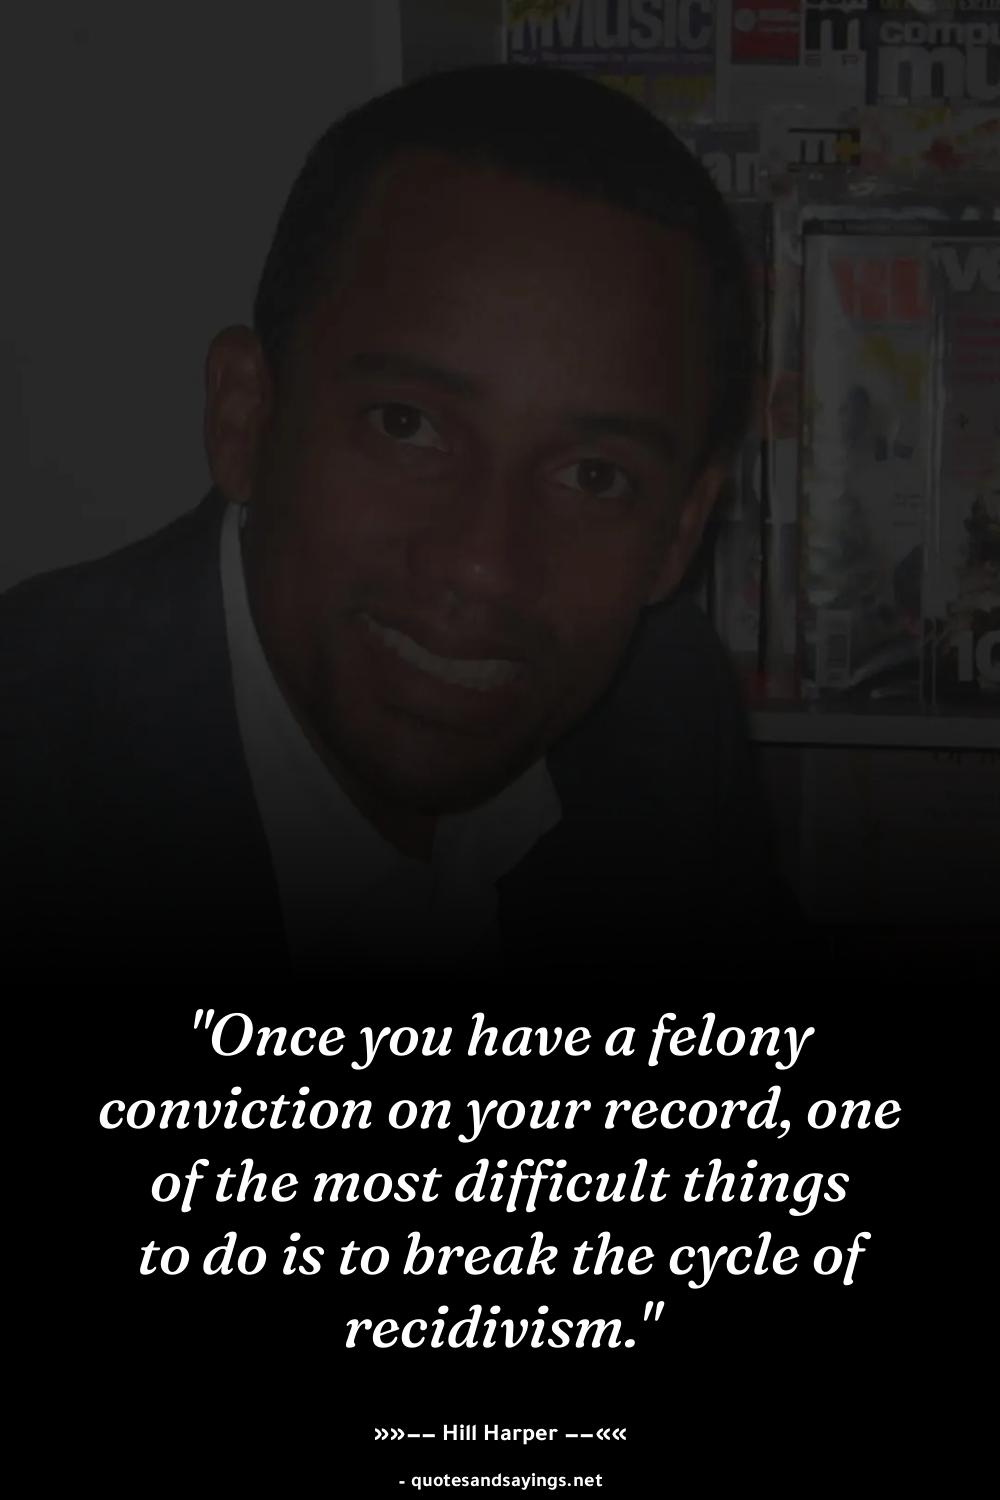 Music
"Once you have a felony
conviction on your record, one
of the most difficult things
to do is to break the cycle of
recidivism."
»»–– Hill Harper ––««
- quotesandsayings.net